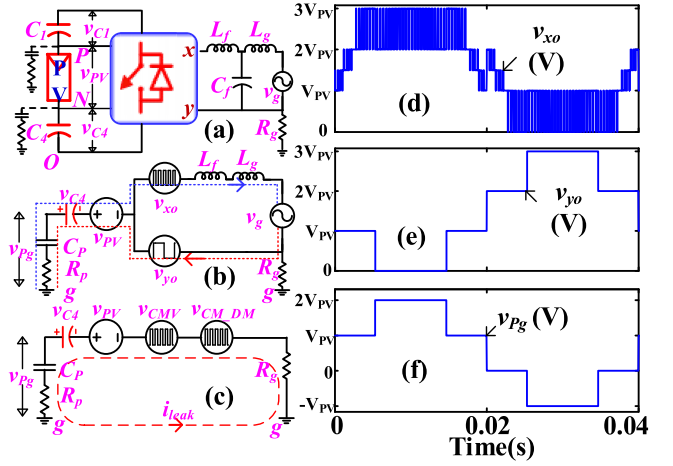 C1
vC1
P
PV
vPV
N
vC4
C4
O
x
y
Lf
Lg
Cf
vg
Rg
(a)
vPg
vC4
CP
Rp
g
vPV
vxo
Lf
Lg
vg
vyo
Rg
g
(b)
vPg
vC4
CP
Rp
g
vPV
vCMV
vCM_DM
Rg
g
ileak
(c)
3VPV
2VPV
VPV
0
vxo
(V)
(d)
3VPV
2VPV
VPV
0
vyo
(V)
(e)
2VPV
VPV
0
-VPV
vPg (V)
(f)
0
0.02
0.04
Time(s)